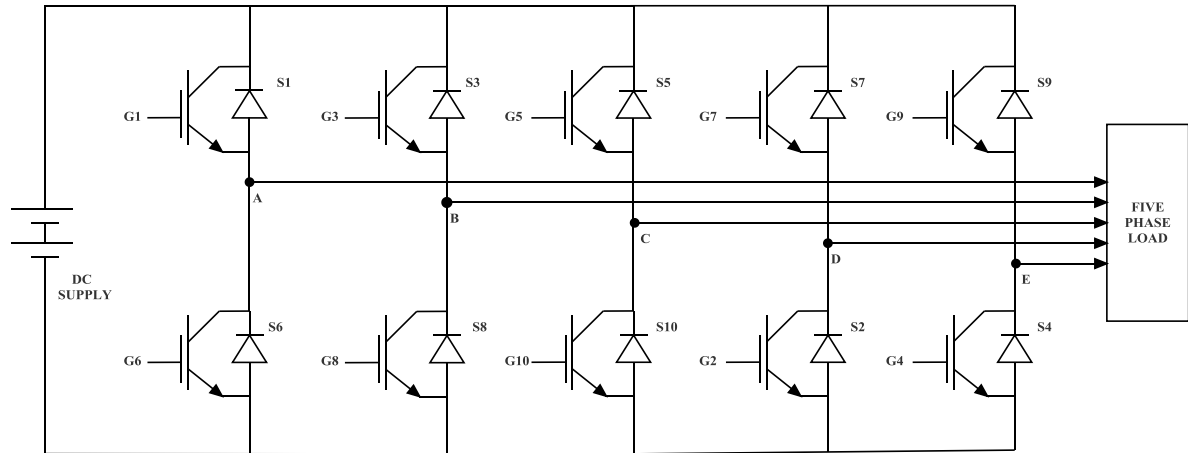 S1
S3
S5
S7
S9
G1
G3
G5
G7
G9
A
B
C
D
E
FIVE
PHASE
LOAD
DC
SUPPLY
S6
S8
S10
S2
S4
G6
G8
G10
G2
G4